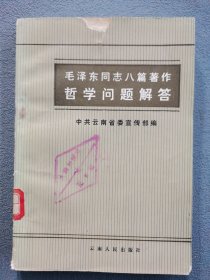 毛泽东同志八篇著作
哲学问题解答
中共云南省委宣传部编
云南人民出版社